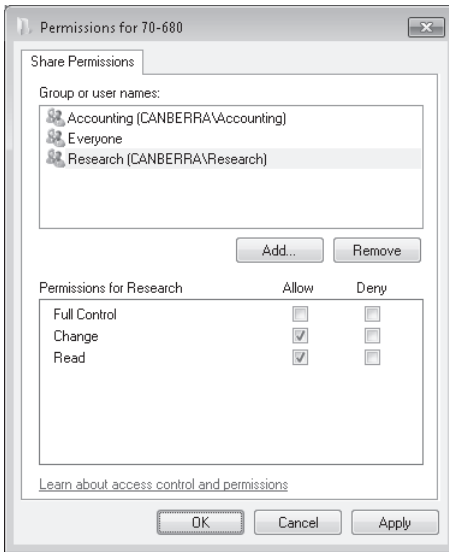 Permissions for 70-680
Share Permissions
Group or user names:
Accounting (CANBERRA\Accounting)
Everyone
Research (CANBERRA\Research)
Add... Remove
Permissions for Research Allow Deny
Full Control
Change
Read
Learn about access control and permissions
OK Cancel Apply